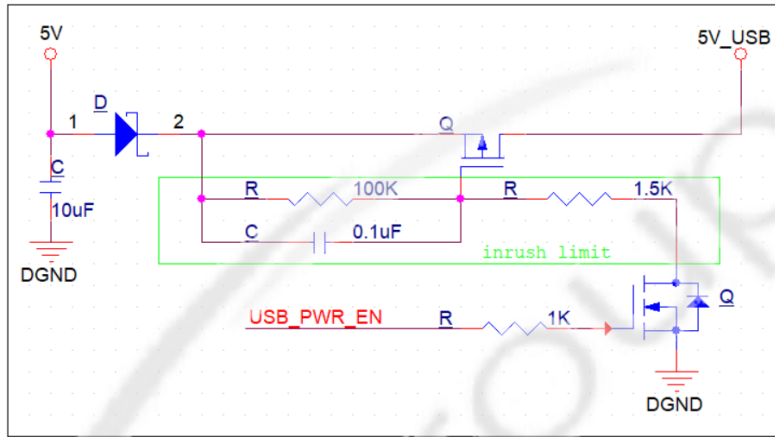 5V
5V_USB
D
1
2
Q
C
10uF
DGND
R
100K
R
1.5K
C
0.1uF
inrush limit
Q
USB_PWR_EN
R
1K
DGND